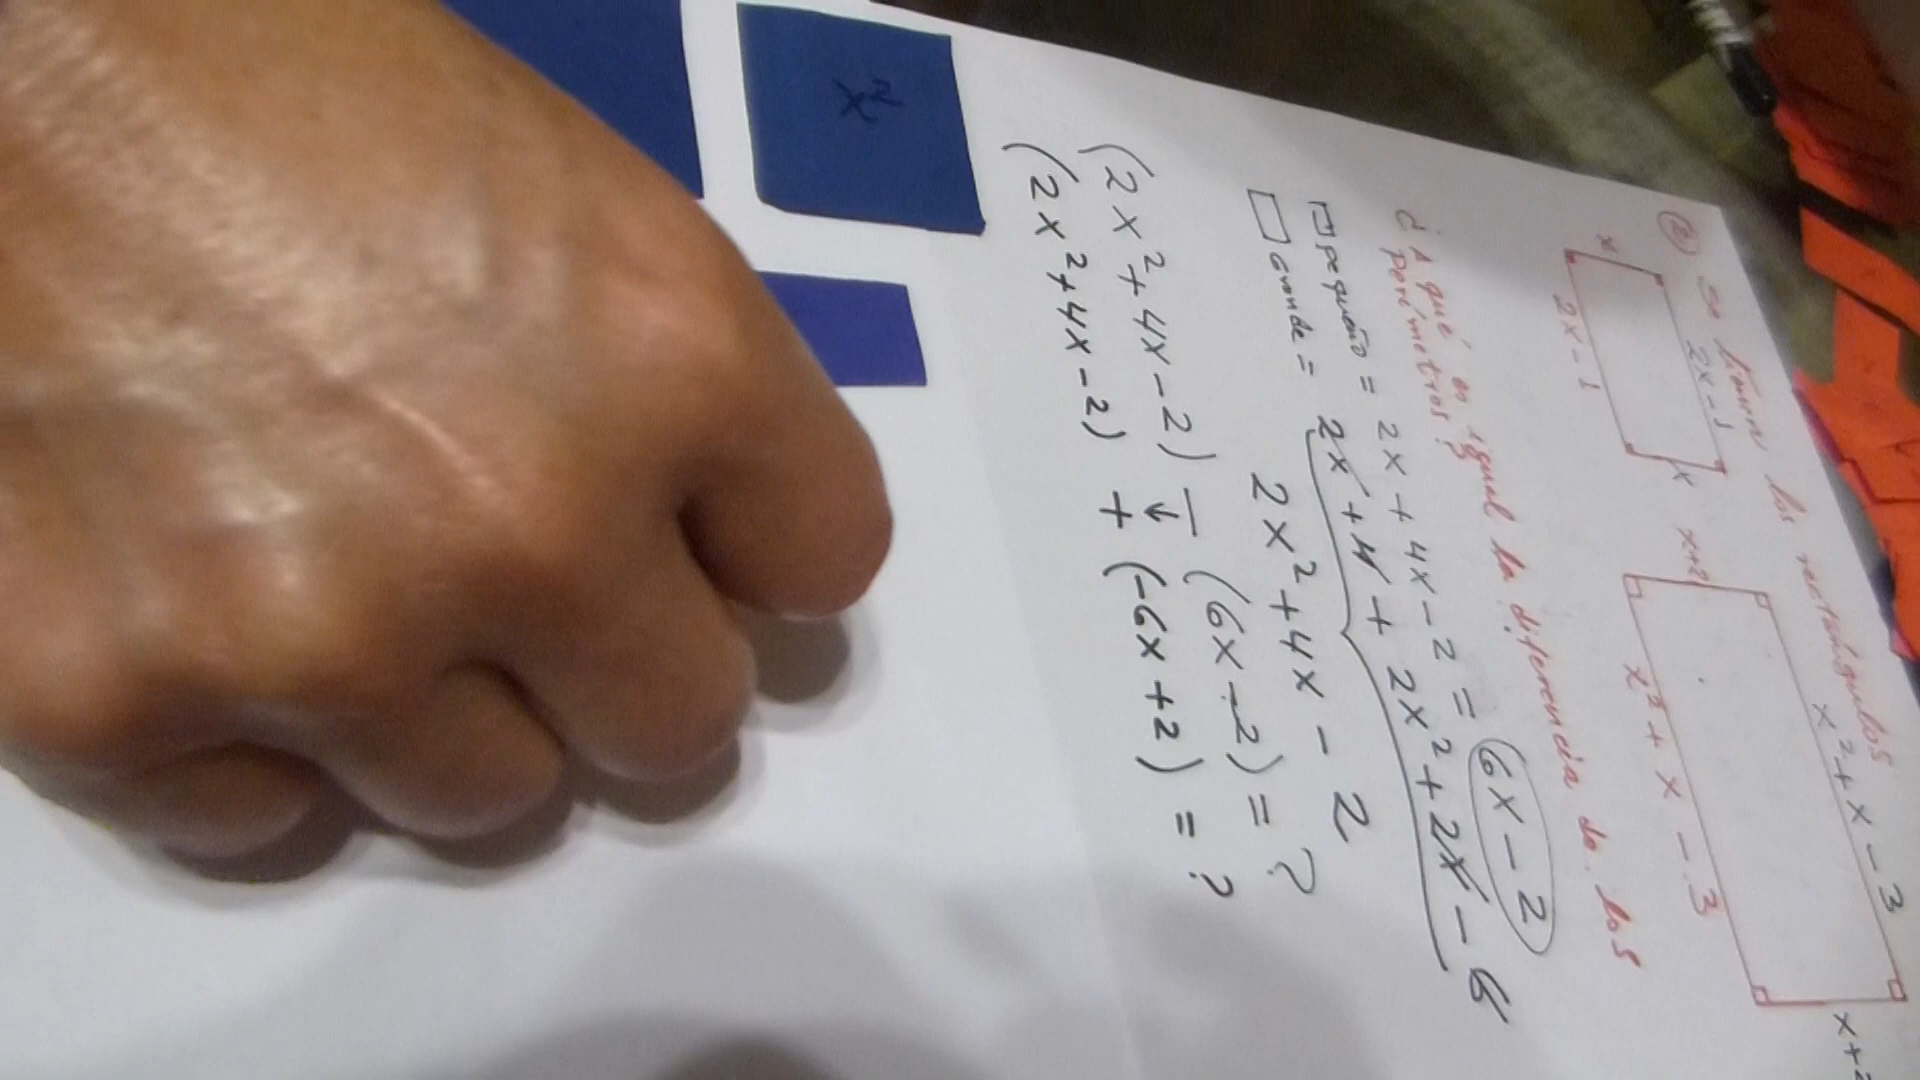 ② Se tienen los rectángulos
2x-1
x
x
2x-1
x²+x-3
x+2
x²+x-3
¿A qué es igual la diferencia de los
perímetros?
pequeño = 2x+4x-2 = 6x-2
Grande = 2x+4+2x²+2x-6
2x²+4x-2
(2x²+4x-2) - (6x-2) = ?
(2x²+4x-2) + (-6x+2) = ?
x²